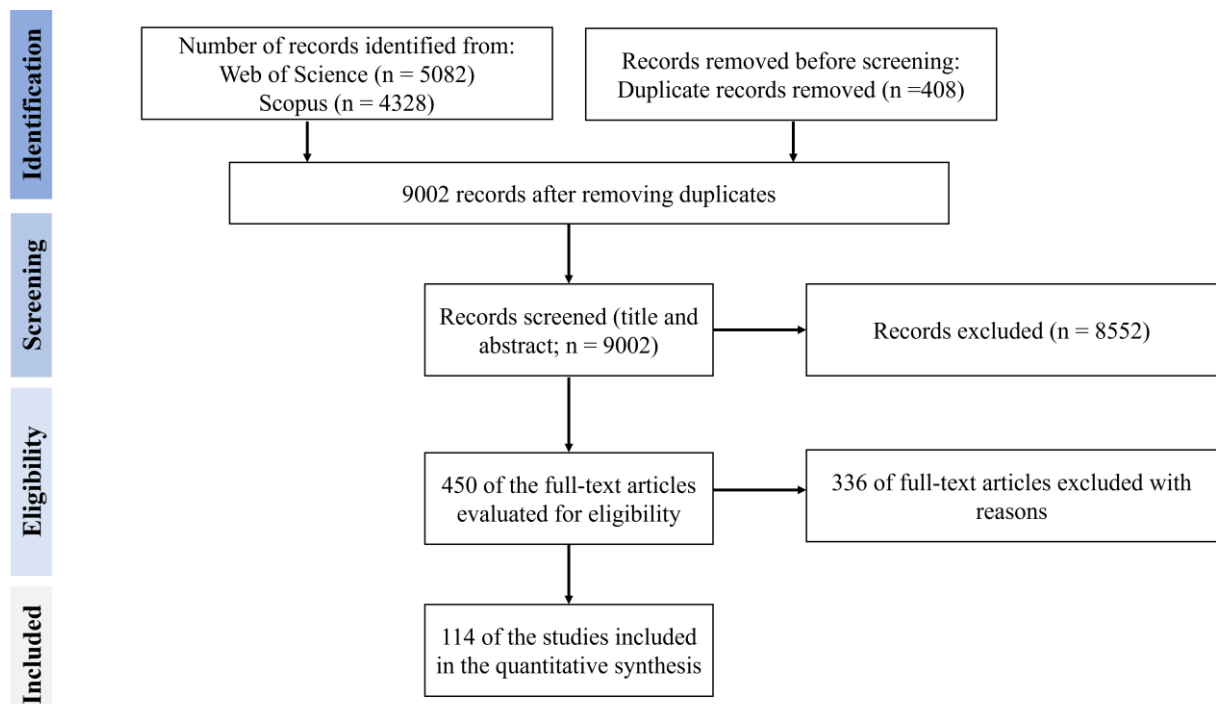 Identification
Number of records identified from:
Web of Science (n = 5082)
Scopus (n = 4328)
Records removed before screening:
Duplicate records removed (n =408)
9002 records after removing duplicates
Screening
Records screened (title and
abstract; n = 9002)
Records excluded (n = 8552)
Eligibility
450 of the full-text articles
evaluated for eligibility
336 of full-text articles excluded with
reasons
Included
114 of the studies included
in the quantitative synthesis